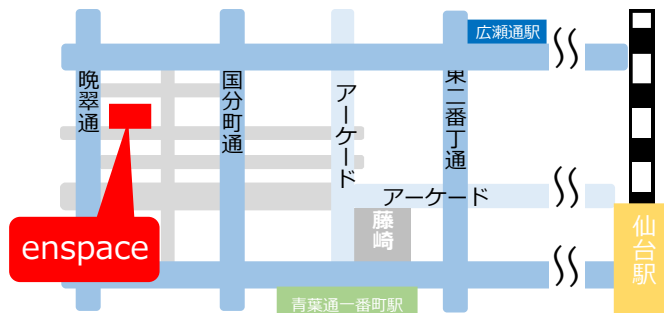 広瀬通駅
晩翠通
国分町通
アーケード
東二番丁通
アーケード
藤崎
enspace
仙台駅
青葉通一番町駅